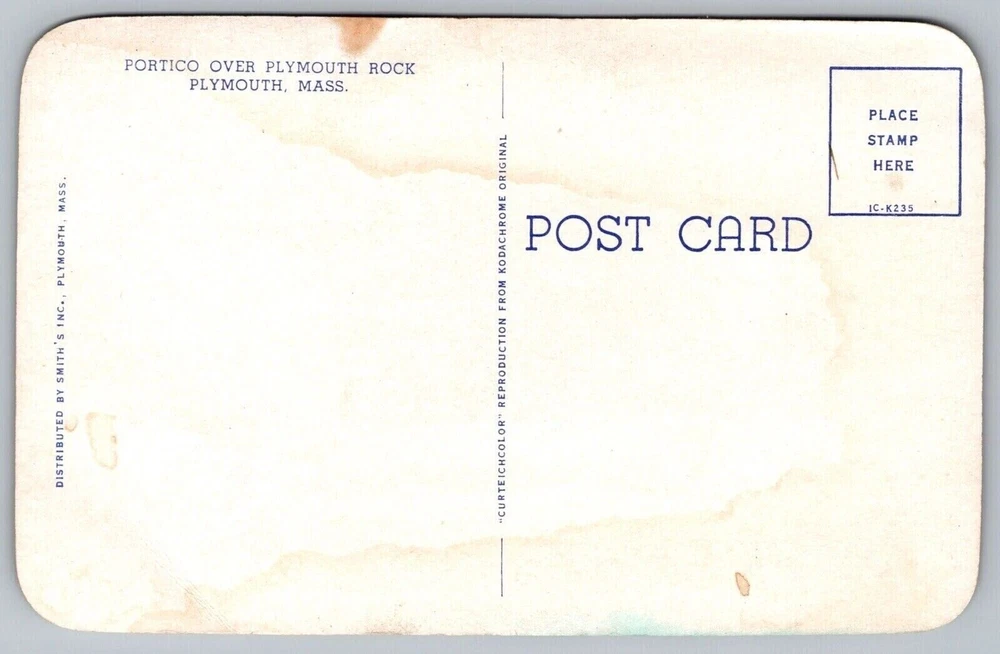 PORTICO OVER PLYMOUTH ROCK
PLYMOUTH, MASS.
DISTRIBUTED BY SMITH'S INC., PLYMOUTH, MASS.
"CURTEICHCOLOR" REPRODUCTION FROM KODACHROME ORIGINAL
POST CARD
PLACE
STAMP
HERE
1C-K235